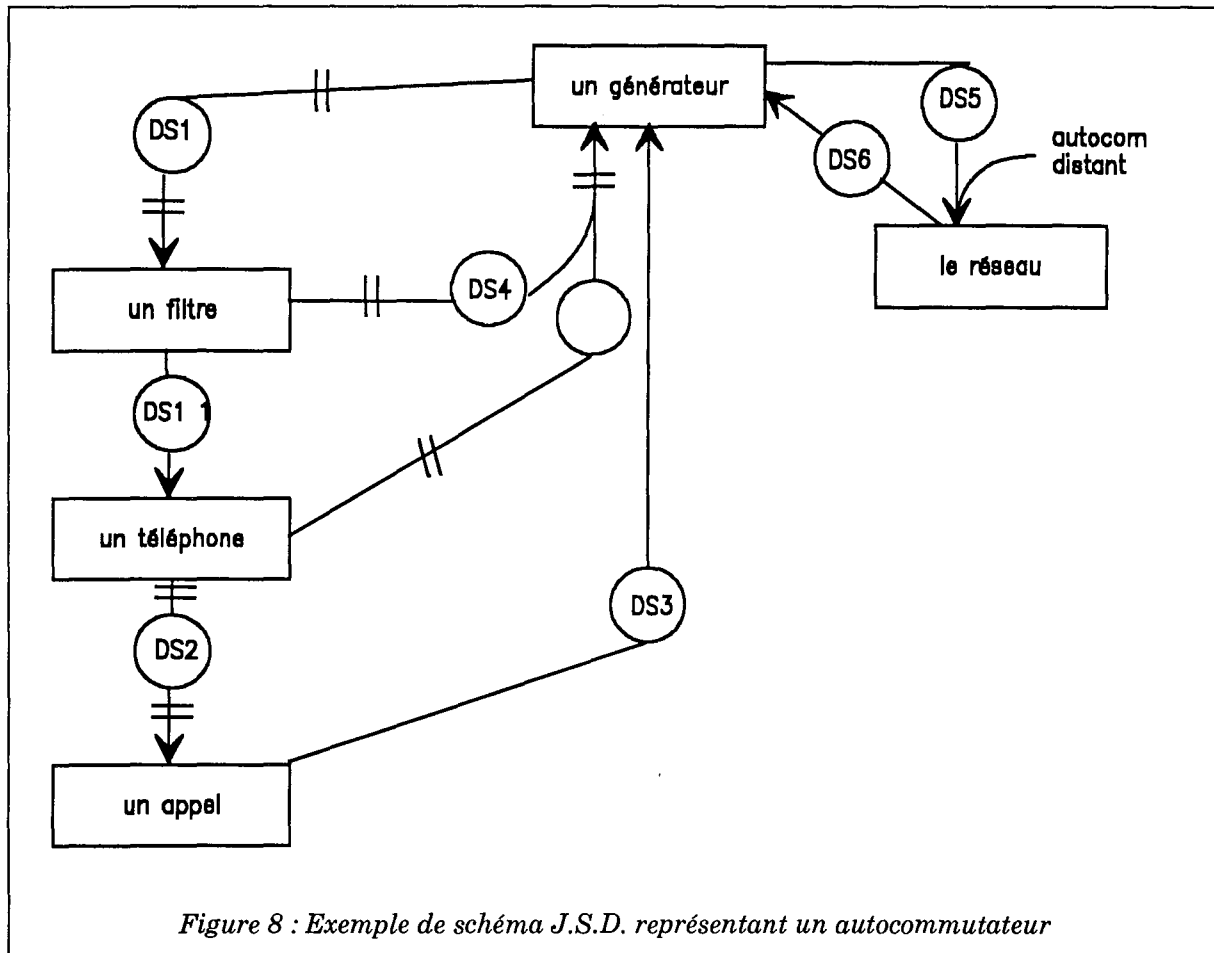 un générateur
DS1
DS5
autocom
distant
DS6
le réseau
un filtre
DS4
DS1 1
un téléphone
DS3
DS2
un appel
Figure 8 : Exemple de schéma J.S.D. représentant un autocommutateur